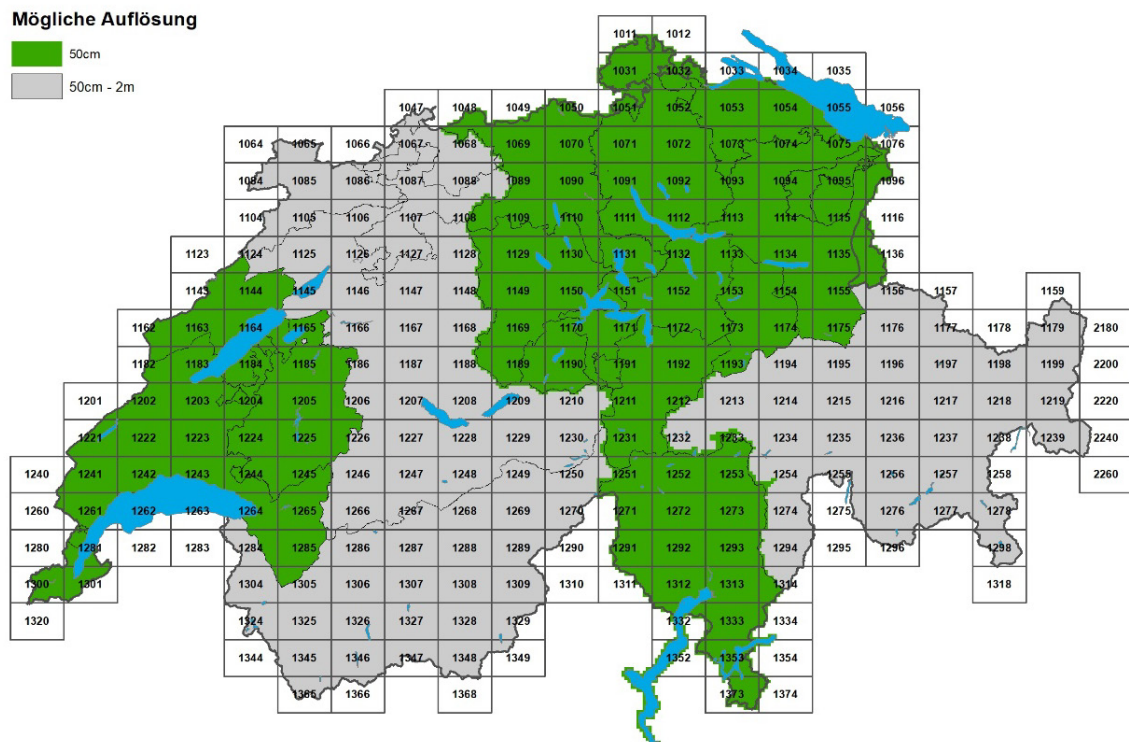 Mögliche Auflösung
50cm
50cm - 2m
1011 1012
1031 1032 1033 1034 1035
1047 1048 1049 1050 1051 1052 1053 1054 1055 1056
1064 1065 1066 1067 1068 1069 1070 1071 1072 1073 1074 1075 1076
1084 1085 1086 1087 1088 1089 1090 1091 1092 1093 1094 1095 1096
1104 1105 1106 1107 1108 1109 1110 1111 1112 1113 1114 1115 1116
1123 1124 1125 1126 1127 1128 1129 1130 1131 1132 1133 1134 1135 1136
1143 1144 1145 1146 1147 1148 1149 1150 1151 1152 1153 1154 1155 1156 1157 1159
1162 1163 1164 1165 1166 1167 1168 1169 1170 1171 1172 1173 1174 1175 1176 1177 1178 1179 2180
1182 1183 1184 1185 1186 1187 1188 1189 1190 1191 1192 1193 1194 1195 1196 1197 1198 1199 2200
1201 1202 1203 1204 1205 1206 1207 1208 1209 1210 1211 1212 1213 1214 1215 1216 1217 1218 1219 2220
1221 1222 1223 1224 1225 1226 1227 1228 1229 1230 1231 1232 1233 1234 1235 1236 1237 1238 1239 2240
1240 1241 1242 1243 1244 1245 1246 1247 1248 1249 1250 1251 1252 1253 1254 1255 1256 1257 1258 2260
1260 1261 1262 1263 1264 1265 1266 1267 1268 1269 1270 1271 1272 1273 1274 1275 1276 1277 1278
1280 1281 1282 1283 1284 1285 1286 1287 1288 1289 1290 1291 1292 1293 1294 1295 1296 1298
1300 1301 1304 1305 1306 1307 1308 1309 1310 1311 1312 1313 1314 1318
1320 1324 1325 1326 1327 1328 1329 1332 1333 1334
1344 1345 1346 1347 1348 1349 1352 1353 1354
1365 1366 1368 1373 1374